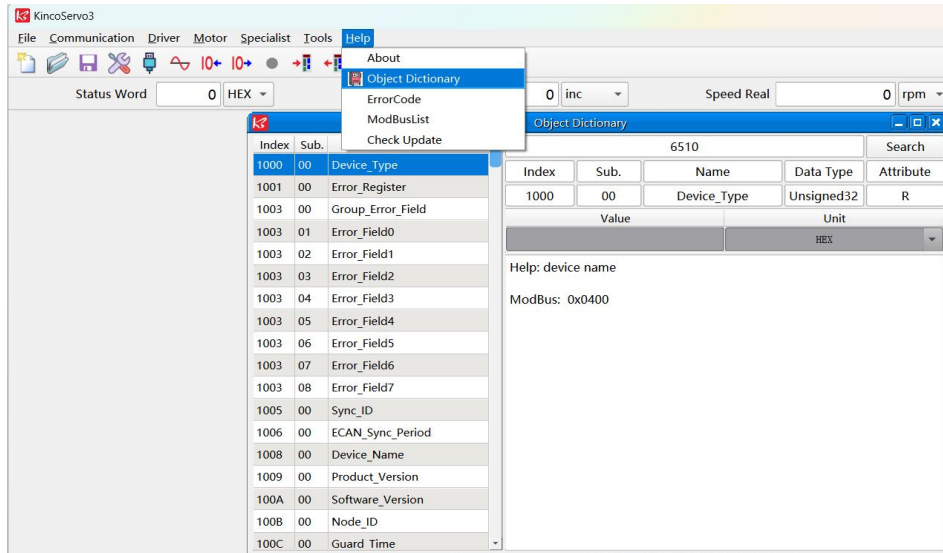 KincoServo3
File Communication Driver Motor Specialist Tools Help
About
Object Dictionary
ErrorCode
ModBusList
Check Update
Status Word 0 HEX 0 inc Speed Real 0 rpm
Object Dictionary
Index Sub.
1000 00 Device_Type
1001 00 Error_Register
1003 00 Group_Error_Field
1003 01 Error_Field0
1003 02 Error_Field1
1003 03 Error_Field2
1003 04 Error_Field3
1003 05 Error_Field4
1003 06 Error_Field5
1003 07 Error_Field6
1003 08 Error_Field7
1005 00 Sync_ID
1006 00 ECAN_Sync_Period
1008 00 Device_Name
1009 00 Product_Version
100A 00 Software_Version
100B 00 Node_ID
100C 00 Guard Time
6510 Search
Index Sub. Name Data Type Attribute
1000 00 Device_Type Unsigned32 R
Value Unit
HEX
Help: device name
ModBus: 0x0400